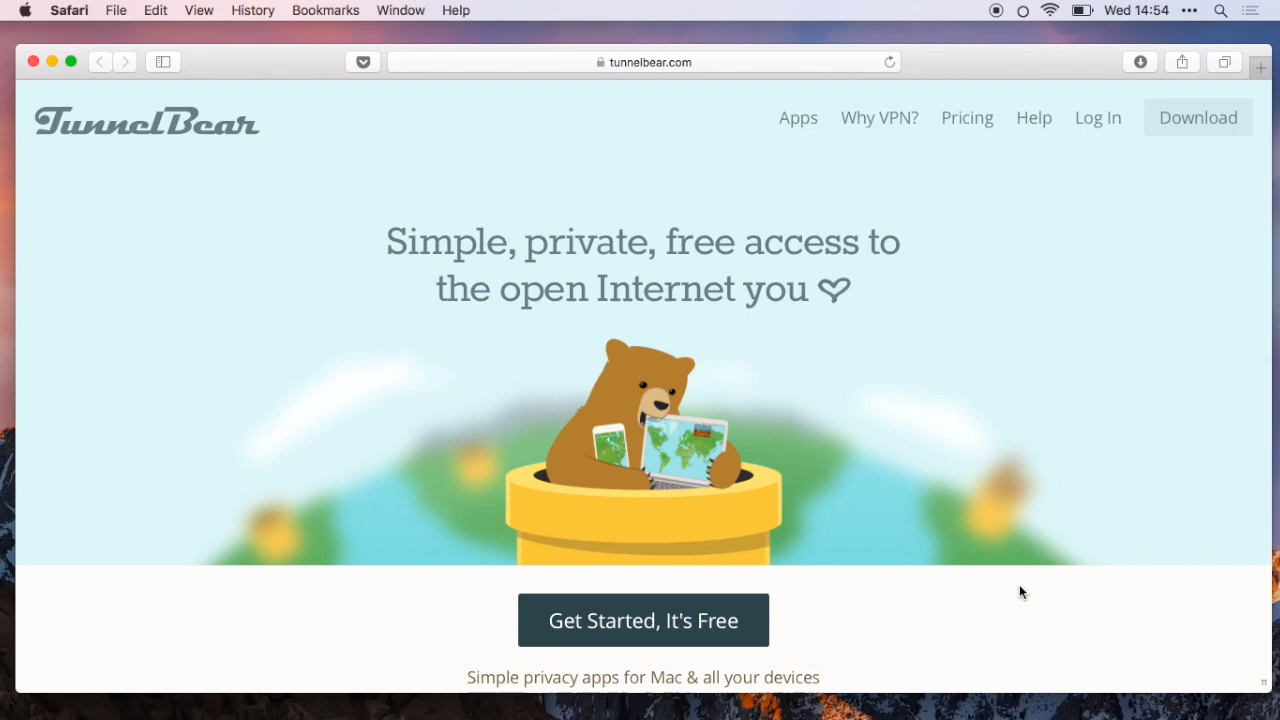 Safari File Edit View History Bookmarks Window Help Wed 14:54
tunnelbear.com
TunnelBear Apps Why VPN? Pricing Help Log In Download
Simple, private, free access to
the open Internet you
Get Started, It's Free
Simple privacy apps for Mac & all your devices
π